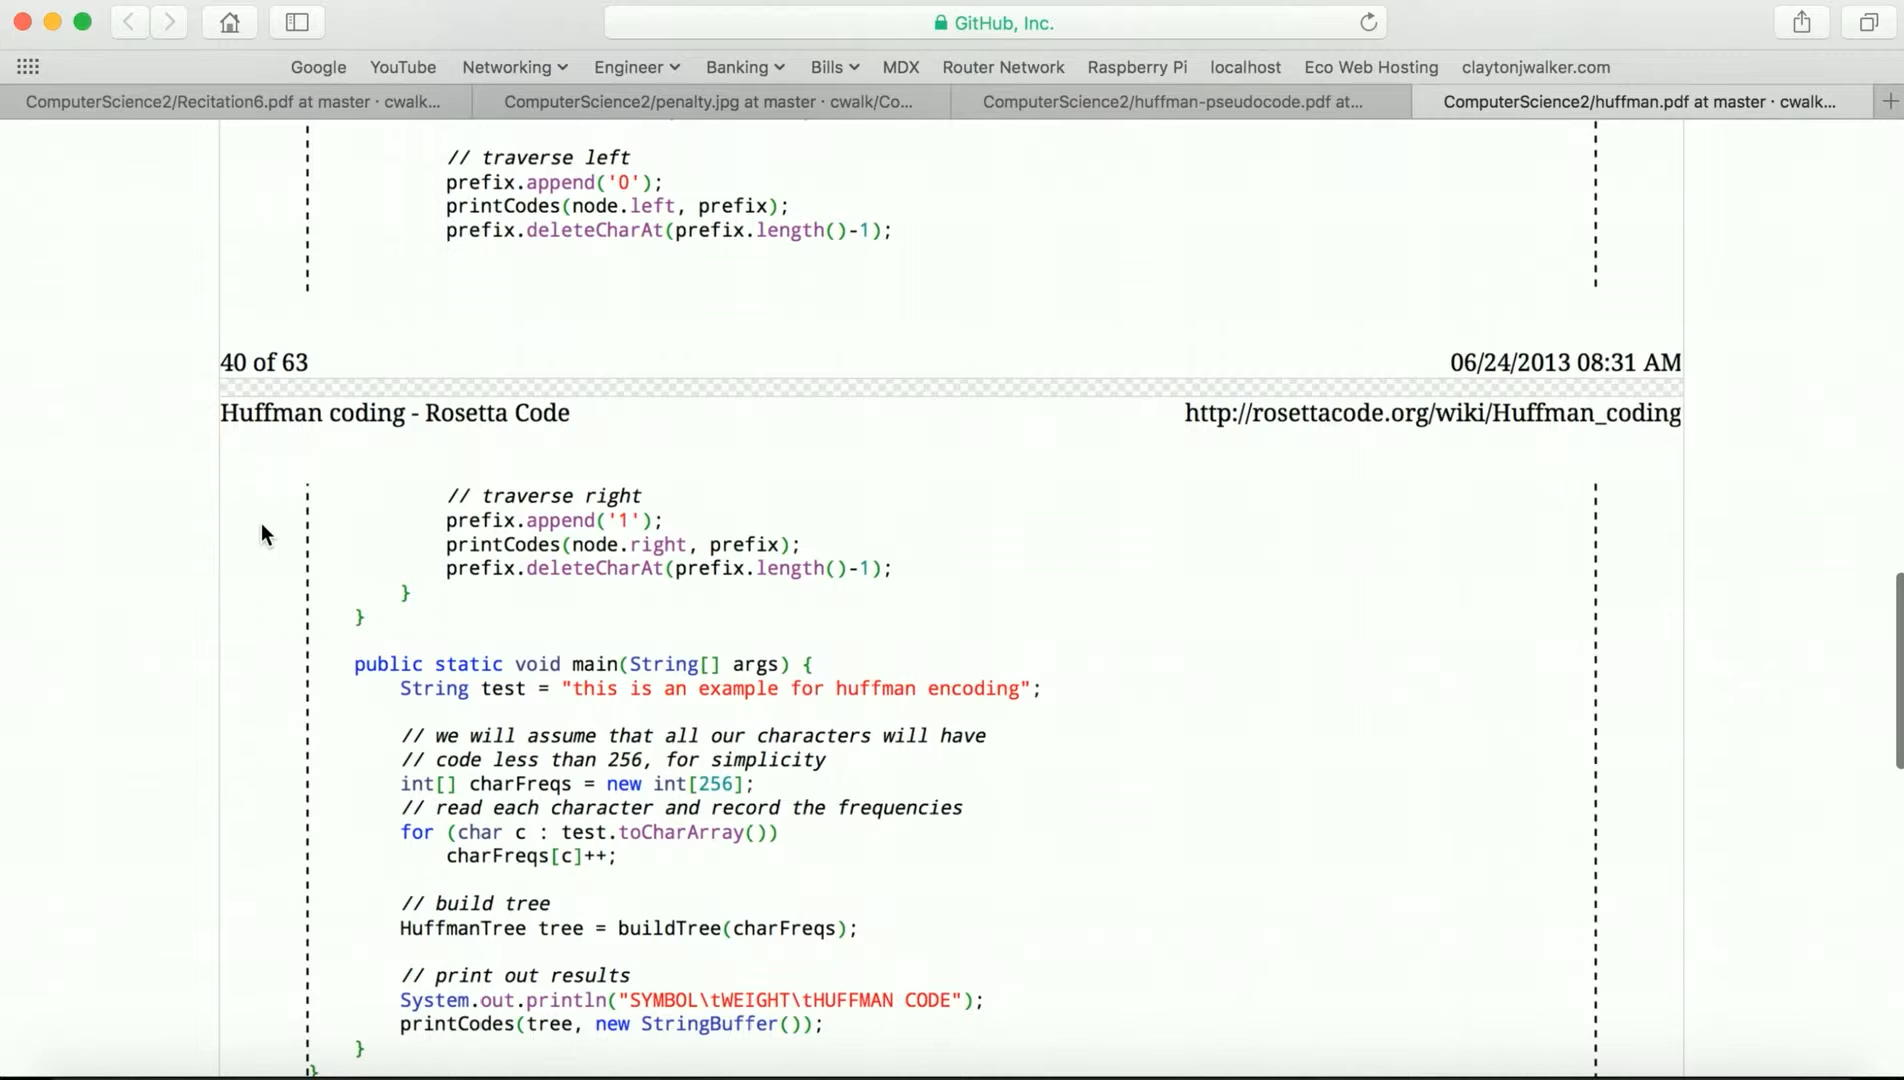 GitHub, Inc.
Google YouTube Networking Engineer Banking Bills MDX Router Network Raspberry Pi localhost Eco Web Hosting claytonjwalker.com
ComputerScience2/Recitation6.pdf at master · cwalk... ComputerScience2/penalty.jpg at master · cwalk/Co... ComputerScience2/huffman-pseudocode.pdf at... ComputerScience2/huffman.pdf at master · cwalk...
// traverse left
prefix.append('0');
printCodes(node.left, prefix);
prefix.deleteCharAt(prefix.length()-1);
40 of 63 06/24/2013 08:31 AM
Huffman coding - Rosetta Code http://rosettacode.org/wiki/Huffman_coding
// traverse right
prefix.append('1');
printCodes(node.right, prefix);
prefix.deleteCharAt(prefix.length()-1);
}
}
public static void main(String[] args) {
String test = "this is an example for huffman encoding";
// we will assume that all our characters will have
// code less than 256, for simplicity
int[] charFreqs = new int[256];
// read each character and record the frequencies
for (char c : test.toCharArray())
charFreqs[c]++;
// build tree
HuffmanTree tree = buildTree(charFreqs);
// print out results
System.out.println("SYMBOL\tWEIGHT\tHUFFMAN CODE");
printCodes(tree, new StringBuffer());
}
}